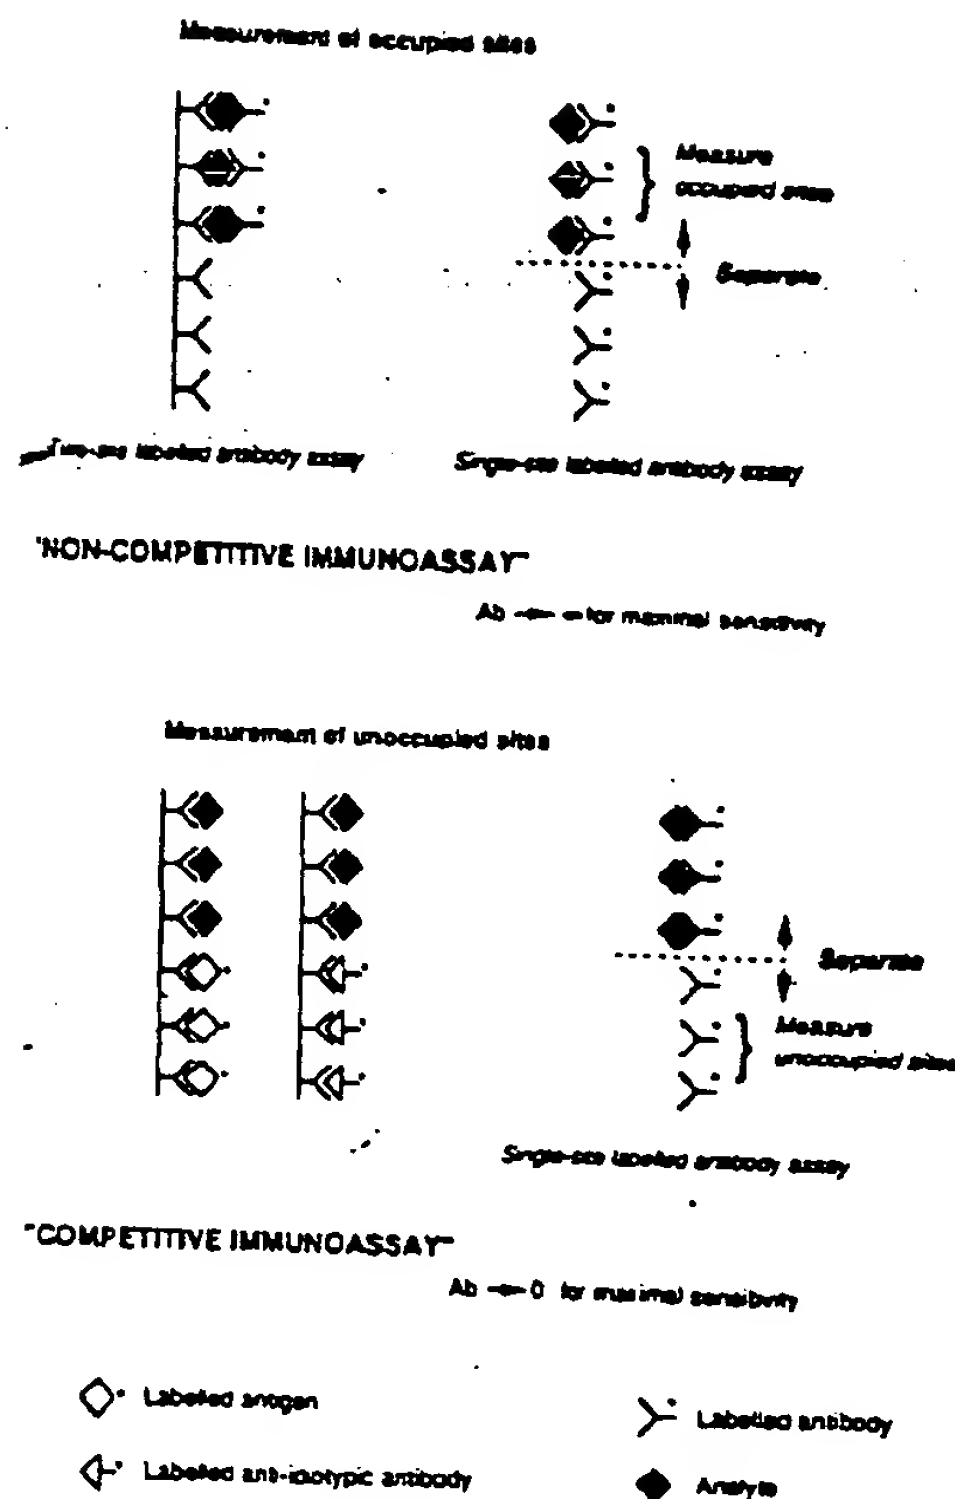 Measurement of occupied sites
Measure
occupied sites
Separate
Two-site labelled antibody assay
Single-site labelled antibody assay
"NON-COMPETITIVE IMMUNOASSAY"
Ab → for maximal sensitivity
Measurement of unoccupied sites
Separate
Measure
unoccupied sites
Single-site labelled antibody assay
"COMPETITIVE IMMUNOASSAY"
Ab → 0 for maximal sensitivity
Labelled antigen
Labelled antibody
Labelled anti-idiotypic antibody
Analyte